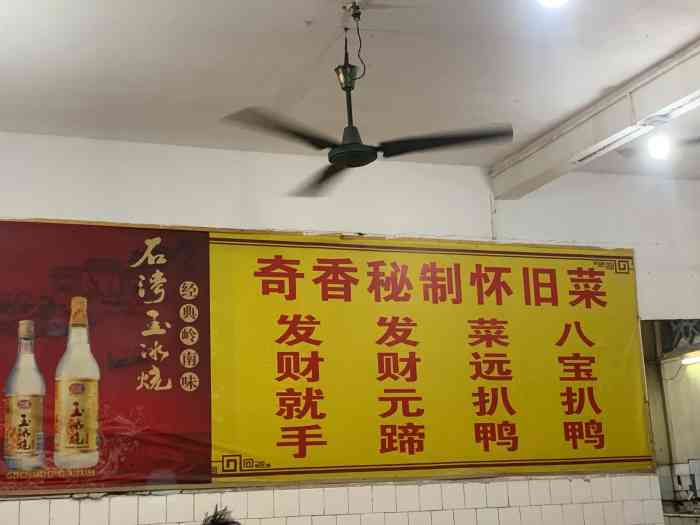 石湾玉冰烧
经典岭南味
玉冰烧
玉冰烧
奇香秘制怀旧菜
发财就手
发财元蹄
菜远扒鸭
八宝扒鸭